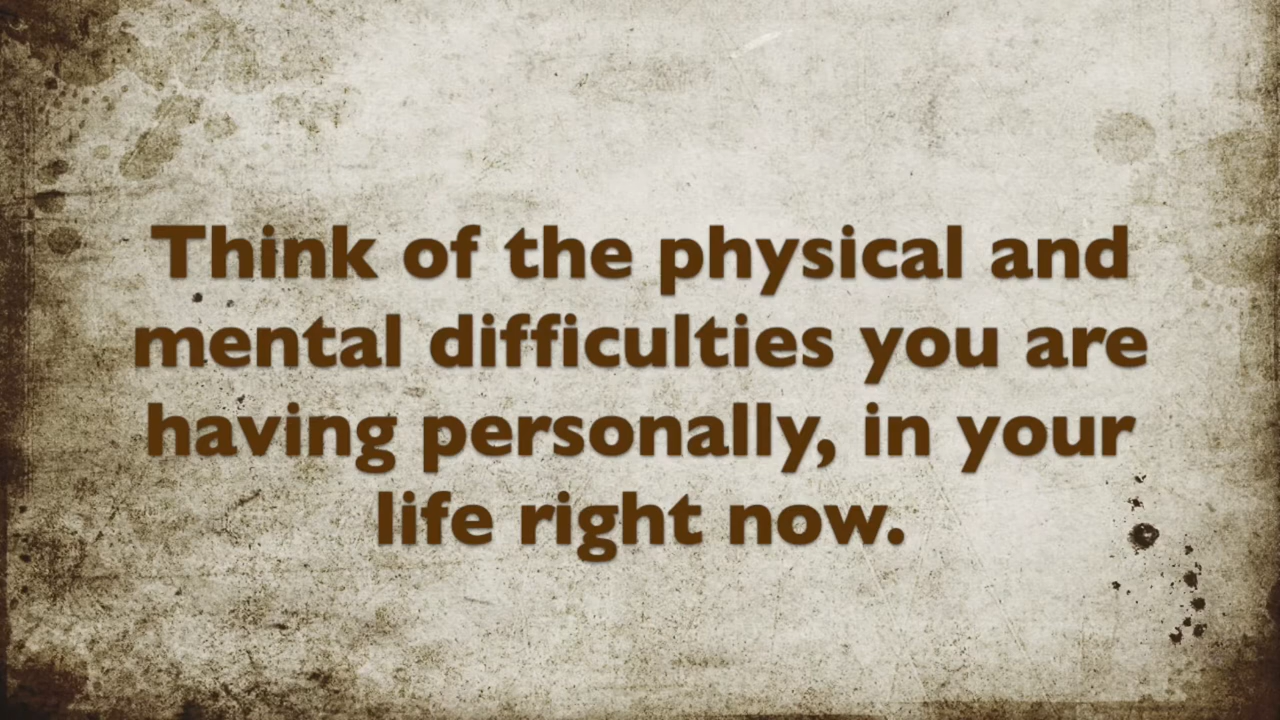 Think of the physical and
mental difficulties you are
having personally, in your
life right now.